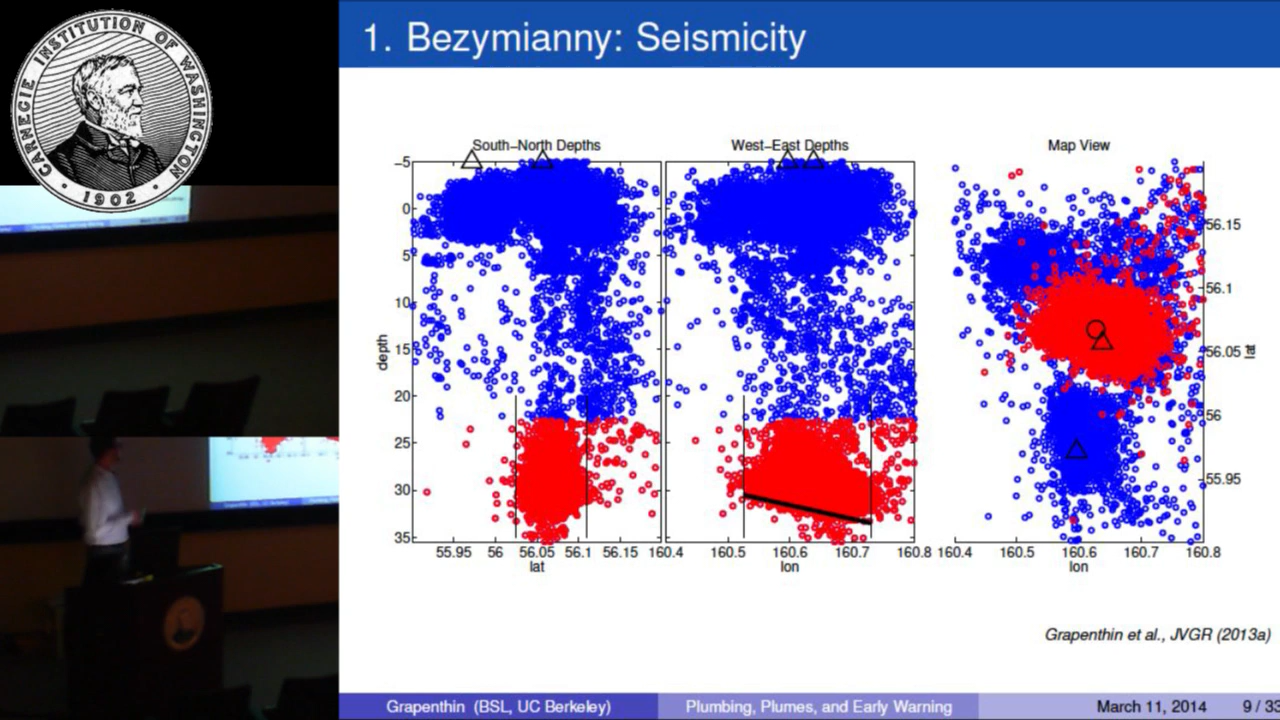 CARNEGIE INSTITUTION OF WASHINGTON
· 1902 ·
1. Bezymianny: Seismicity
South–North Depths
West–East Depths
Map View
depth
−5
0
5
10
15
20
25
30
35
55.95 56 56.05 56.1 56.15
lat
160.4 160.5 160.6 160.7 160.8
lon
160.4 160.5 160.6 160.7 160.8
lon
56.15
56.1
56.05
56
55.95
lat
Grapenthin et al., JVGR (2013a)
Grapenthin (BSL, UC Berkeley) Plumbing, Plumes, and Early Warning March 11, 2014 9 / 33